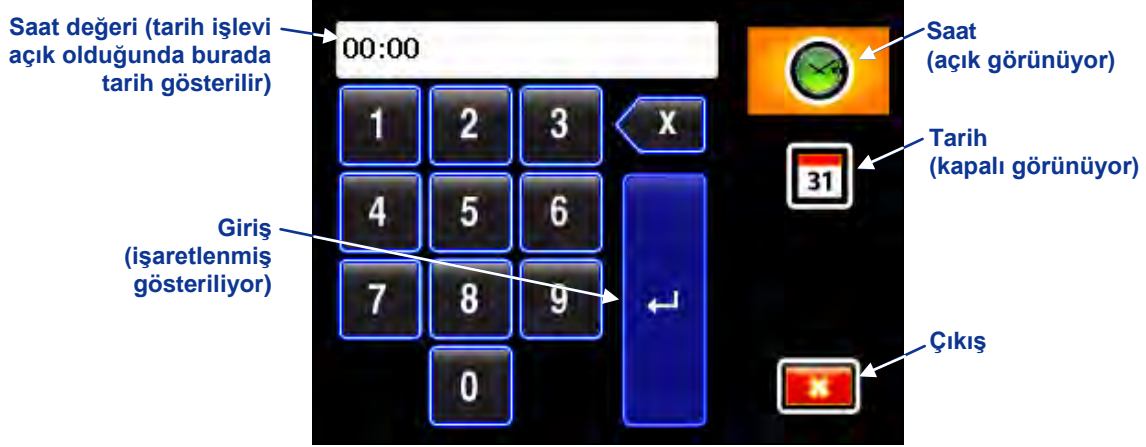 Saat değeri (tarih işlevi
açık olduğunda burada
tarih gösterilir)
00:00
Saat
(açık görünüyor)
1 2 3 X
31
Tarih
(kapalı görünüyor)
4 5 6
Giriş
(işaretlenmiş
gösteriliyor)
7 8 9
Çıkış
0